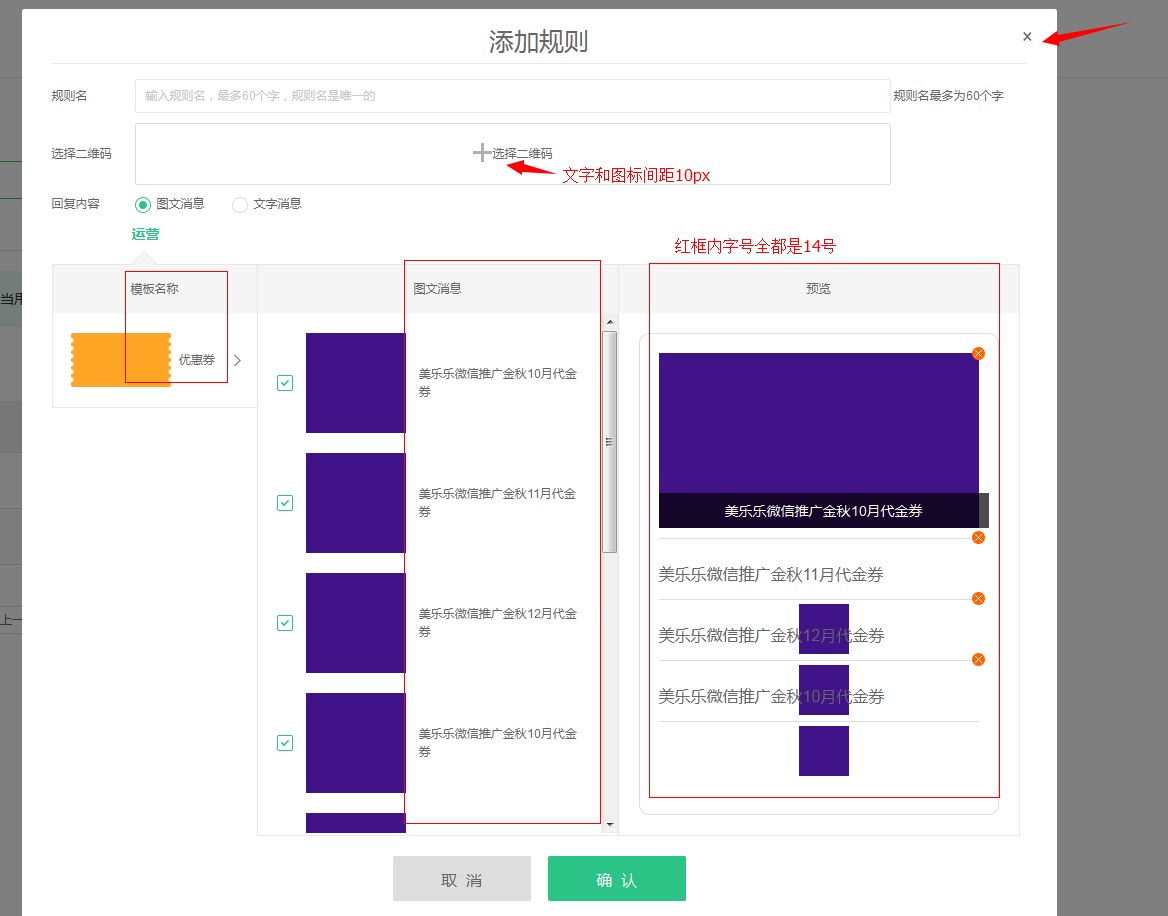 添加规则
×
规则名
输入规则名，最多60个字，规则名是唯一的
规则名最多为60个字
选择二维码
选择二维码
文字和图标间距10px
回复内容
图文消息
文字消息
运营
红框内字号全都是14号
当用
模板名称
图文消息
预览
优惠券
美乐乐微信推广金秋10月代金
券
美乐乐微信推广金秋11月代金
券
美乐乐微信推广金秋12月代金
券
美乐乐微信推广金秋10月代金
券
美乐乐微信推广金秋10月代金券
美乐乐微信推广金秋11月代金券
美乐乐微信推广金秋12月代金券
美乐乐微信推广金秋10月代金券
上一
取 消
确 认